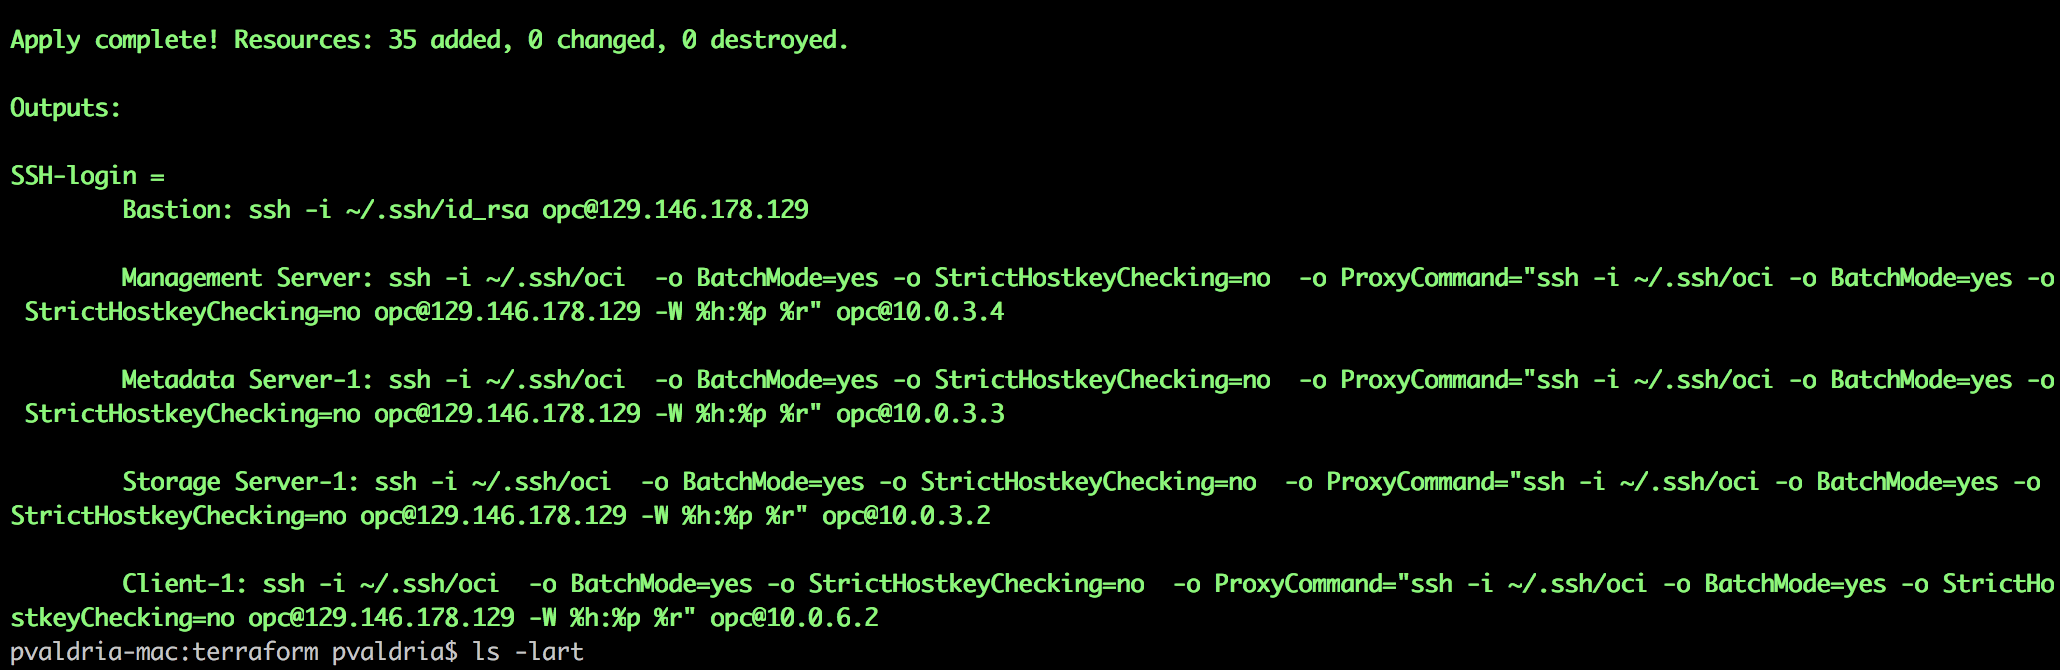 Apply complete! Resources: 35 added, 0 changed, 0 destroyed.
Outputs:
SSH-login =
Bastion: ssh -i ~/.ssh/id_rsa opc@129.146.178.129
Management Server: ssh -i ~/.ssh/oci  -o BatchMode=yes -o StrictHostkeyChecking=no  -o ProxyCommand="ssh -i ~/.ssh/oci -o BatchMode=yes -o
StrictHostkeyChecking=no opc@129.146.178.129 -W %h:%p %r" opc@10.0.3.4
Metadata Server-1: ssh -i ~/.ssh/oci  -o BatchMode=yes -o StrictHostkeyChecking=no  -o ProxyCommand="ssh -i ~/.ssh/oci -o BatchMode=yes -o
StrictHostkeyChecking=no opc@129.146.178.129 -W %h:%p %r" opc@10.0.3.3
Storage Server-1: ssh -i ~/.ssh/oci  -o BatchMode=yes -o StrictHostkeyChecking=no  -o ProxyCommand="ssh -i ~/.ssh/oci -o BatchMode=yes -o
StrictHostkeyChecking=no opc@129.146.178.129 -W %h:%p %r" opc@10.0.3.2
Client-1: ssh -i ~/.ssh/oci  -o BatchMode=yes -o StrictHostkeyChecking=no  -o ProxyCommand="ssh -i ~/.ssh/oci -o BatchMode=yes -o StrictHo
stkeyChecking=no opc@129.146.178.129 -W %h:%p %r" opc@10.0.6.2
pvaldria-mac:terraform pvaldria$ ls -lart